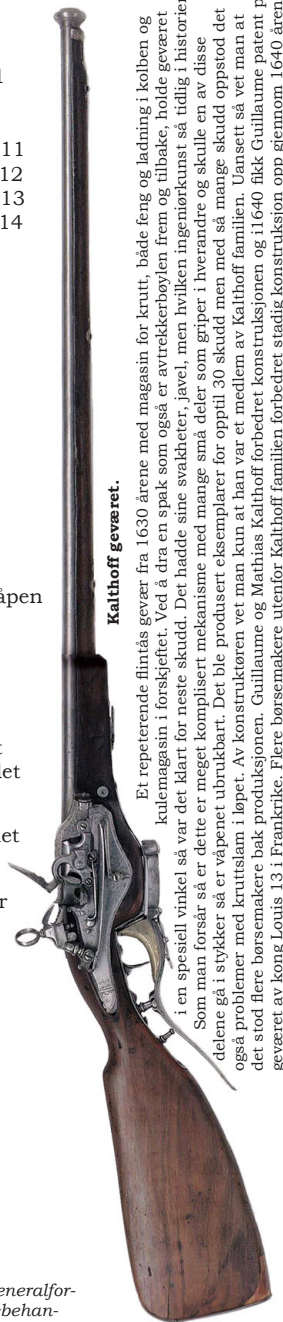 11
12
13
14
åpen
et
det
det
r
eneralfor-
ebehan-
Kalthoff geværet.
Et repeterende flintås gevær fra 1630 årene med magasin for krutt, både feng og ladning i kolben og
kulemagasin i forskjeftet. Ved å dra en spak som også er avtrekkerbøylen frem og tilbake, holde geværet
i en spesiell vinkel så var det klart for neste skudd. Det hadde sine svakheter, javel, men hvilken ingeniørkunst så tidlig i historien
Som man forsår så er dette er meget komplisert mekanisme med mange små deler som griper i hverandre og skulle en av disse
delene gå i stykker så er våpenet ubrukbart. Det ble produsert eksemplarer for opptil 30 skudd men med så mange skudd oppstod det
også problemer med kruttslam i løpet. Av konstruktøren vet man kun at han var et medlem av Kalthoff familien. Uansett så vet man at
det stod flere børsemakere bak produksjonen. Guillaume og Mathias Kalthoff forbedret konstruksjonen og i1640 fikk Guillaume patent p
geværet av kong Louis 13 i Frankrike. Flere børsemakere utenfor Kalthoff familien forbedret stadig konstruksjon opp gjennom 1640 åren